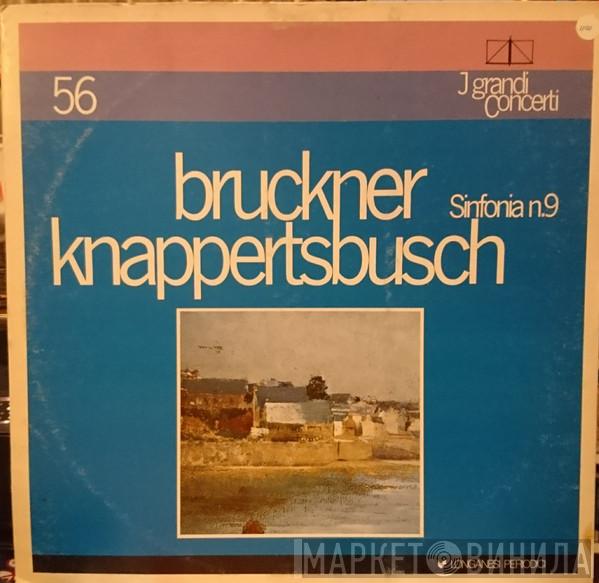 56
J grandi
concerti
bruckner
Sinfonia n.9
knappertsbusch
LONGANESI PERIODICI
МАРКЕТ ВИНИЛА